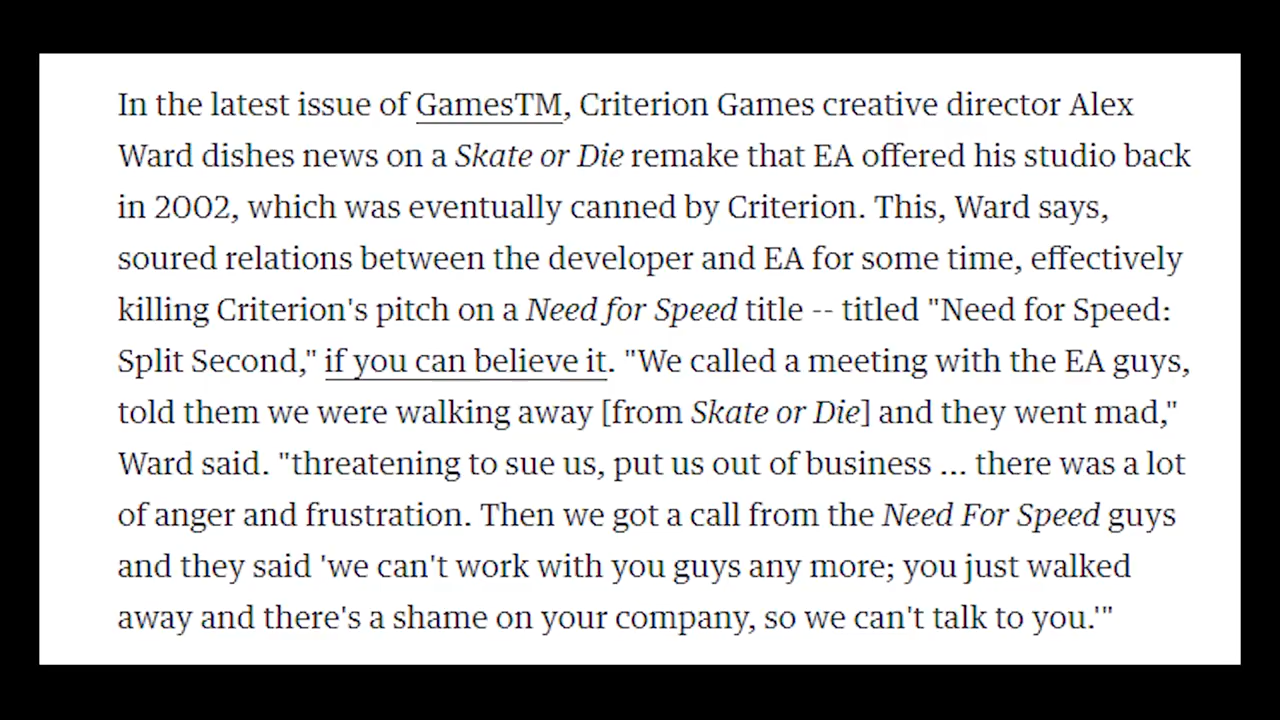 In the latest issue of GamesTM, Criterion Games creative director Alex
Ward dishes news on a Skate or Die remake that EA offered his studio back
in 2002, which was eventually canned by Criterion. This, Ward says,
soured relations between the developer and EA for some time, effectively
killing Criterion's pitch on a Need for Speed title -- titled "Need for Speed:
Split Second," if you can believe it. "We called a meeting with the EA guys,
told them we were walking away [from Skate or Die] and they went mad,"
Ward said. "threatening to sue us, put us out of business ... there was a lot
of anger and frustration. Then we got a call from the Need For Speed guys
and they said 'we can't work with you guys any more; you just walked
away and there's a shame on your company, so we can't talk to you.'"